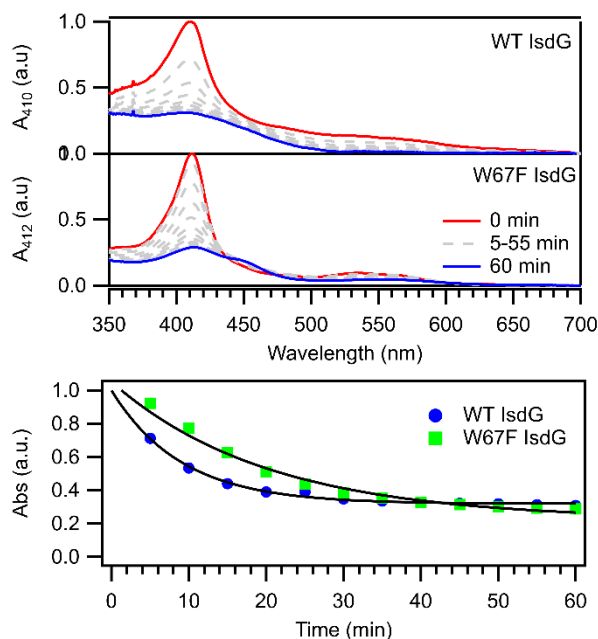 WT IsdG
A410 (a.u)
1.0
0.5
0.0
W67F IsdG
A412 (a.u)
1.0
0.5
0.0
0 min
5-55 min
60 min
350 400 450 500 550 600 650 700
Wavelength (nm)
WT IsdG
W67F IsdG
Abs (a.u.)
1.0
0.8
0.6
0.4
0.2
0.0
0 10 20 30 40 50 60
Time (min)